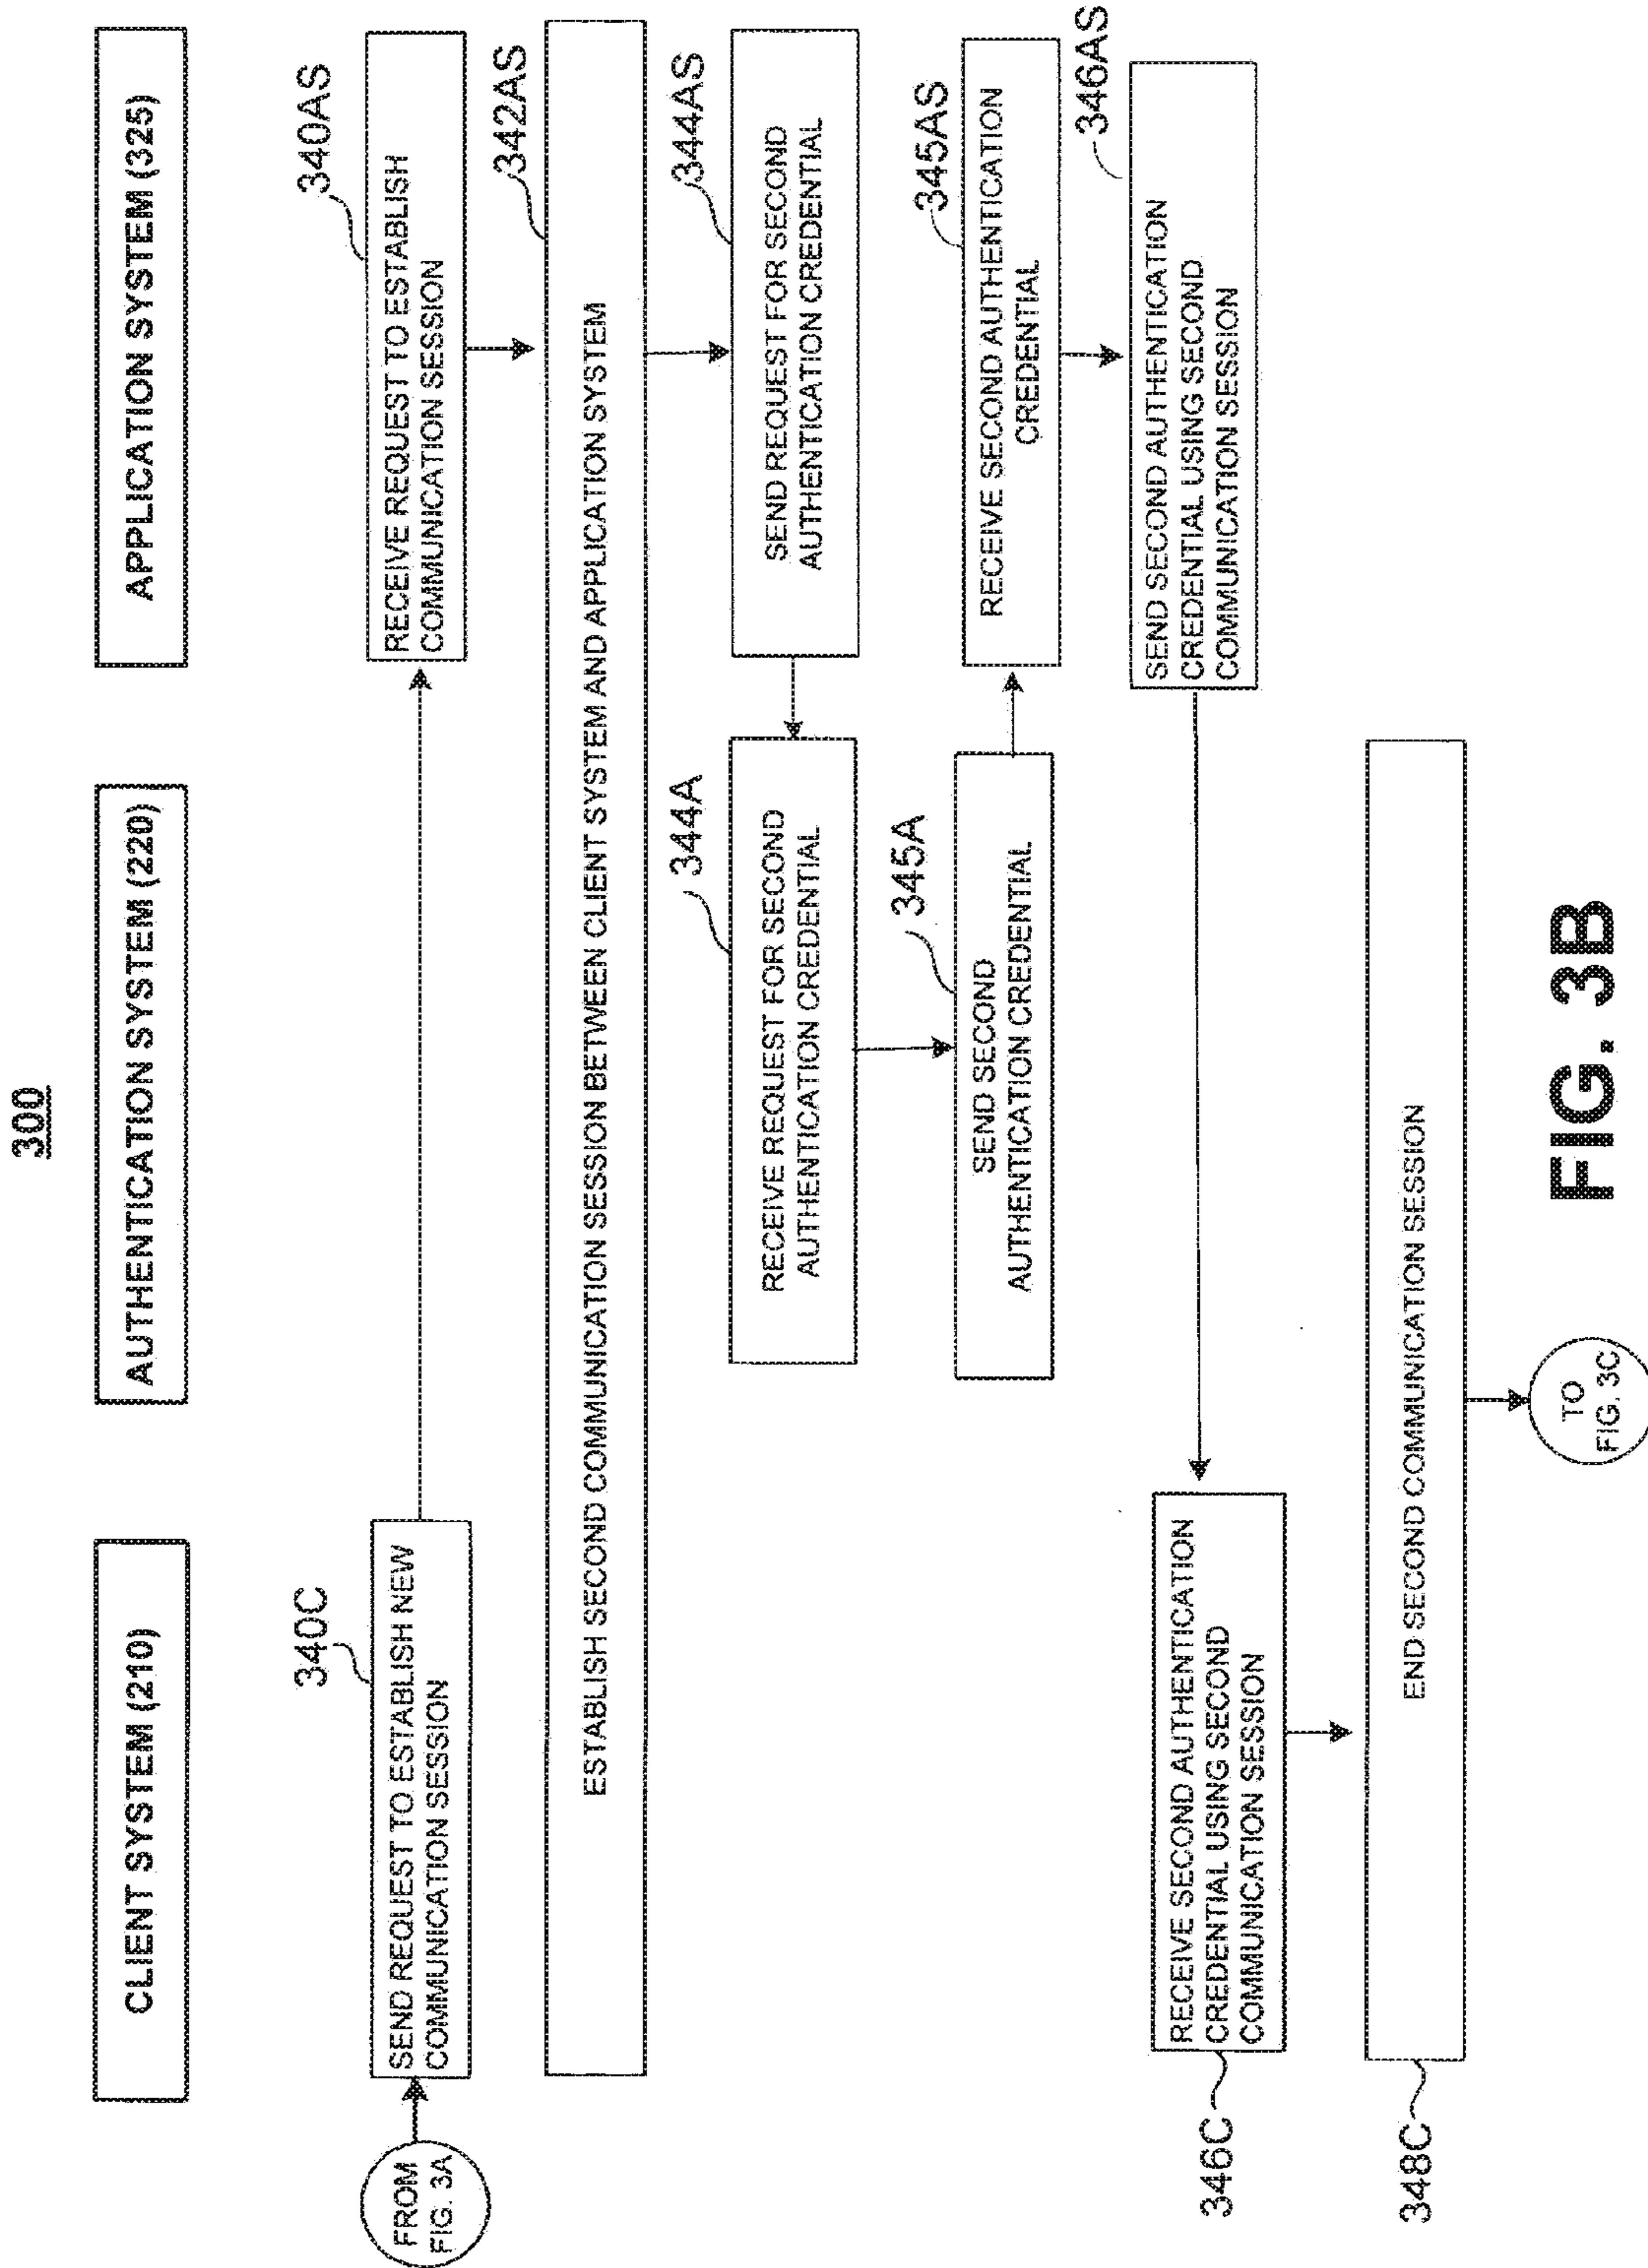 300
CLIENT SYSTEM (210)
AUTHENTICATION SYSTEM (220)
APPLICATION SYSTEM (325)
FROM
FIG. 3A
340C
SEND REQUEST TO ESTABLISH NEW
COMMUNICATION SESSION
340AS
RECEIVE REQUEST TO ESTABLISH
COMMUNICATION SESSION
342AS
ESTABLISH SECOND COMMUNICATION SESSION BETWEEN CLIENT SYSTEM AND APPLICATION SYSTEM
344AS
SEND REQUEST FOR SECOND
AUTHENTICATION CREDENTIAL
344A
RECEIVE REQUEST FOR SECOND
AUTHENTICATION CREDENTIAL
345A
SEND SECOND
AUTHENTICATION CREDENTIAL
345AS
RECEIVE SECOND AUTHENTICATION
CREDENTIAL
346AS
SEND SECOND AUTHENTICATION
CREDENTIAL USING SECOND
COMMUNICATION SESSION
346C
RECEIVE SECOND AUTHENTICATION
CREDENTIAL USING SECOND
COMMUNICATION SESSION
348C
END SECOND COMMUNICATION SESSION
TO
FIG. 3C
FIG. 3B